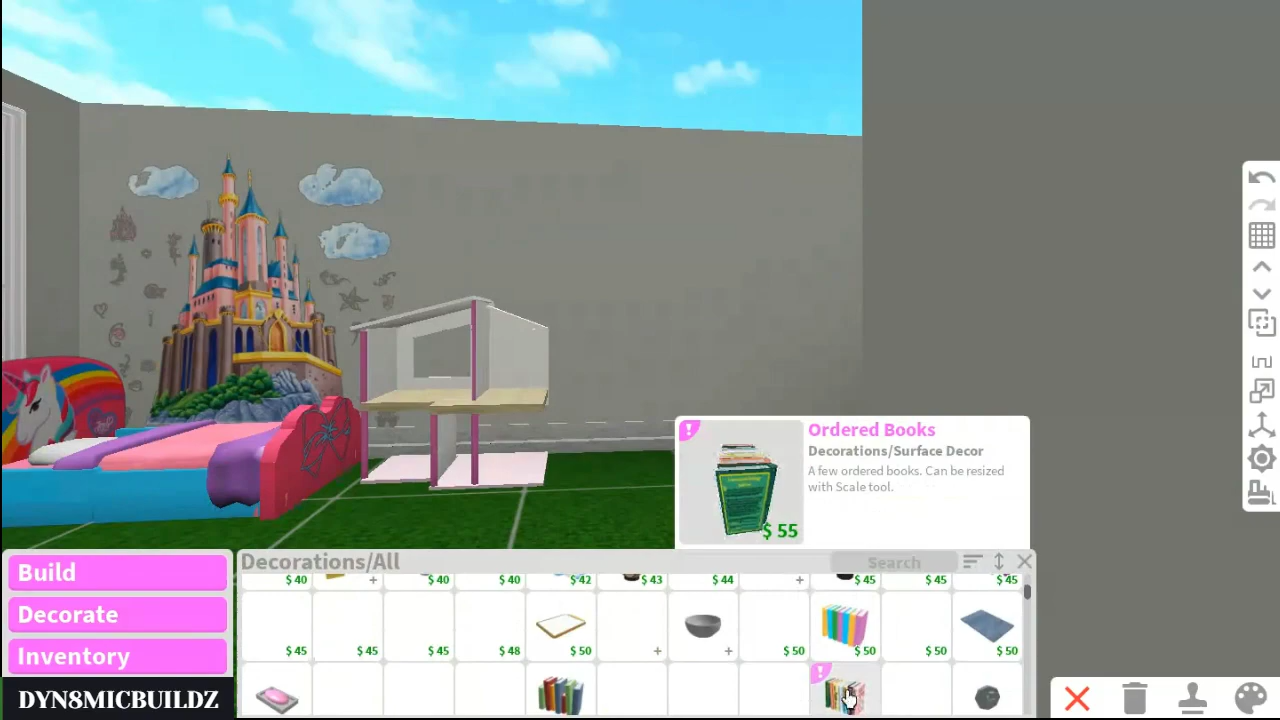 Ordered Books
Decorations/Surface Decor
A few ordered books. Can be resized
with Scale tool.
$ 55
Build
Decorate
Inventory
DYN8MICBUILDZ
Decorations/All
Search
$ 40
+
$ 40
$ 40
$ 42
$ 43
$ 44
+
$ 45
$ 45
$ 45
$ 45
$ 45
$ 45
$ 48
$ 50
+
+
$ 50
$ 50
$ 50
$ 50